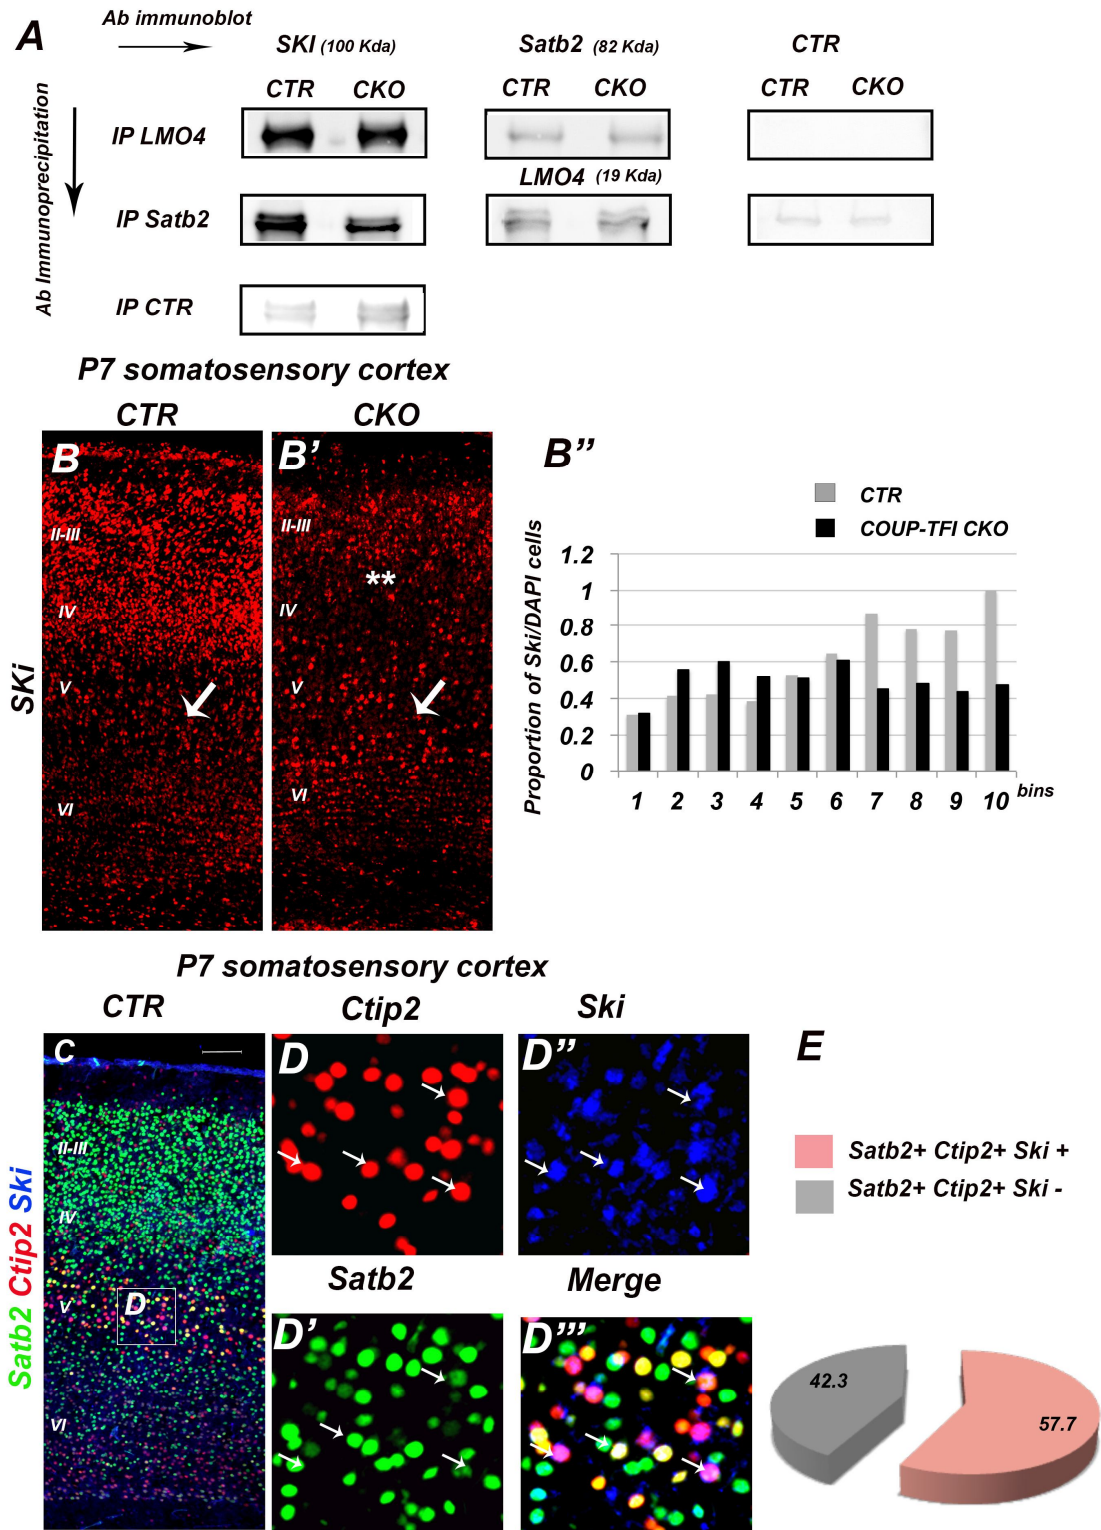 A
Ab immunoblot
SKI (100 Kda)
Satb2 (82 Kda)
CTR
CTR CKO
CTR CKO
CTR CKO
Ab Immunoprecipitation
IP LMO4
LMO4 (19 Kda)
IP Satb2
IP CTR
P7 somatosensory cortex
CTR
CKO
B
B’
B’’
SKi
II-III
IV
V
VI
II-III
**
IV
V
VI
CTR
COUP-TFI CKO
Proportion of Ski/DAPI cells
1.2
1
0.8
0.6
0.4
0.2
0
1 2 3 4 5 6 7 8 9 10 bins
P7 somatosensory cortex
CTR
Ctip2
Ski
Satb2 Ctip2 Ski
C
II-III
IV
V
D
VI
D
D’’
Satb2
Merge
D’
D’’’
E
Satb2+ Ctip2+ Ski +
Satb2+ Ctip2+ Ski -
42.3
57.7